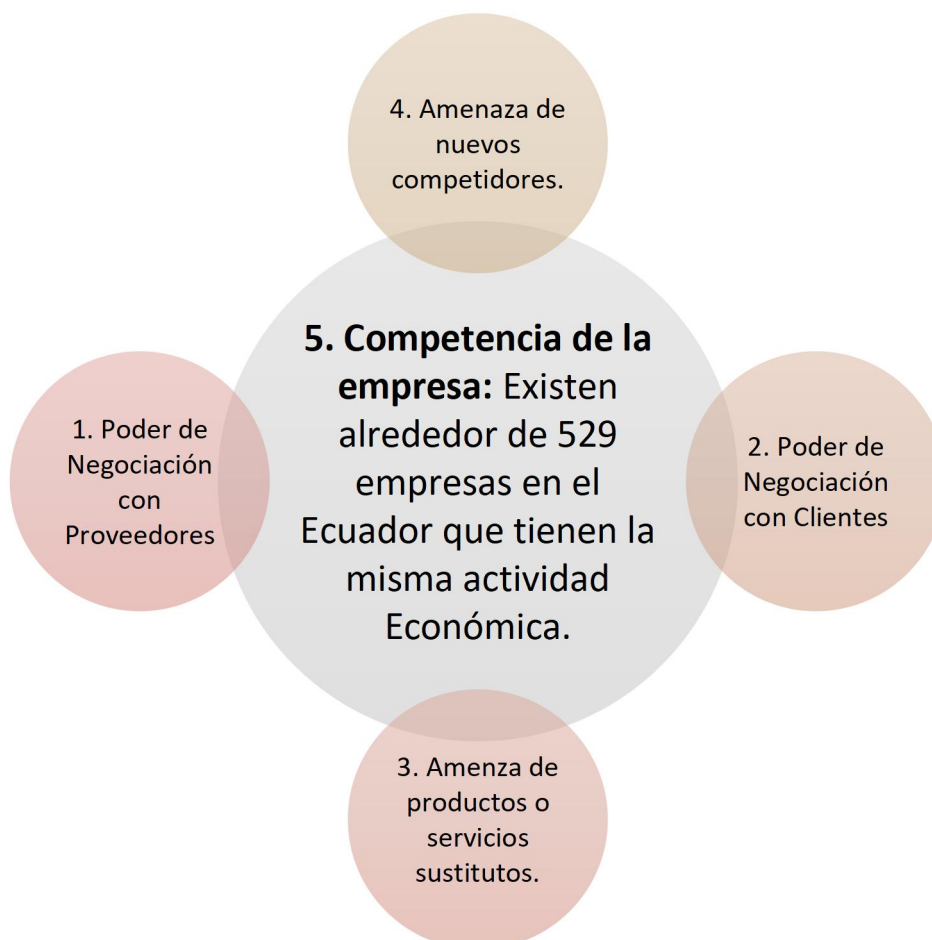 4. Amenaza de
nuevos
competidores.
5. Competencia de la
empresa: Existen
alrededor de 529
empresas en el
Ecuador que tienen la
misma actividad
Económica.
1. Poder de
Negociación
con
Proveedores
2. Poder de
Negociación
con Clientes
3. Amenza de
productos o
servicios
sustitutos.